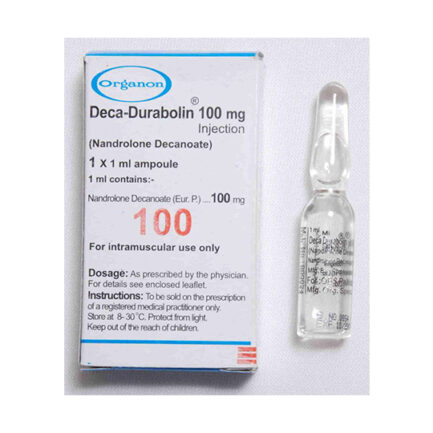 Organon
Deca-Durabolin® 100 mg
Injection
(Nandrolone Decanoate)
1 X 1 ml ampoule
1 ml contains:-
Nandrolone Decanoate (Eur. P.) ... 100 mg
100
For intramuscular use only
Dosage: As prescribed by the physician.
For details see enclosed leaflet.
Instructions: To be sold on the prescription
of a registered medical practitioner only.
Store at 8- 30°C. Protect from light.
Keep out of the reach of children.
Deca Durabolin